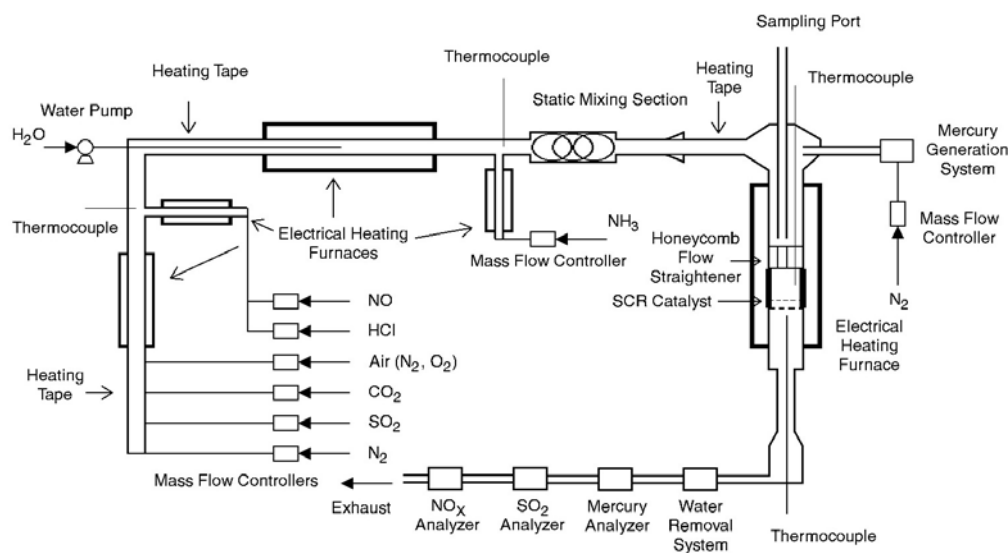 Sampling Port
Thermocouple
Heating Tape
Heating
Tape
Thermocouple
Static Mixing Section
Water Pump
H₂O
Mercury
Generation
System
Thermocouple
Electrical Heating
Furnaces
NH₃
Mass Flow Controller
Honeycomb
Flow
Straightener
Mass Flow
Controller
SCR Catalyst
N₂
NO
HCl
Air (N₂, O₂)
CO₂
SO₂
N₂
Electrical
Heating
Furnace
Heating
Tape
Mass Flow Controllers
Exhaust
NOX
Analyzer
SO₂
Analyzer
Mercury
Analyzer
Water
Removal
System
Thermocouple